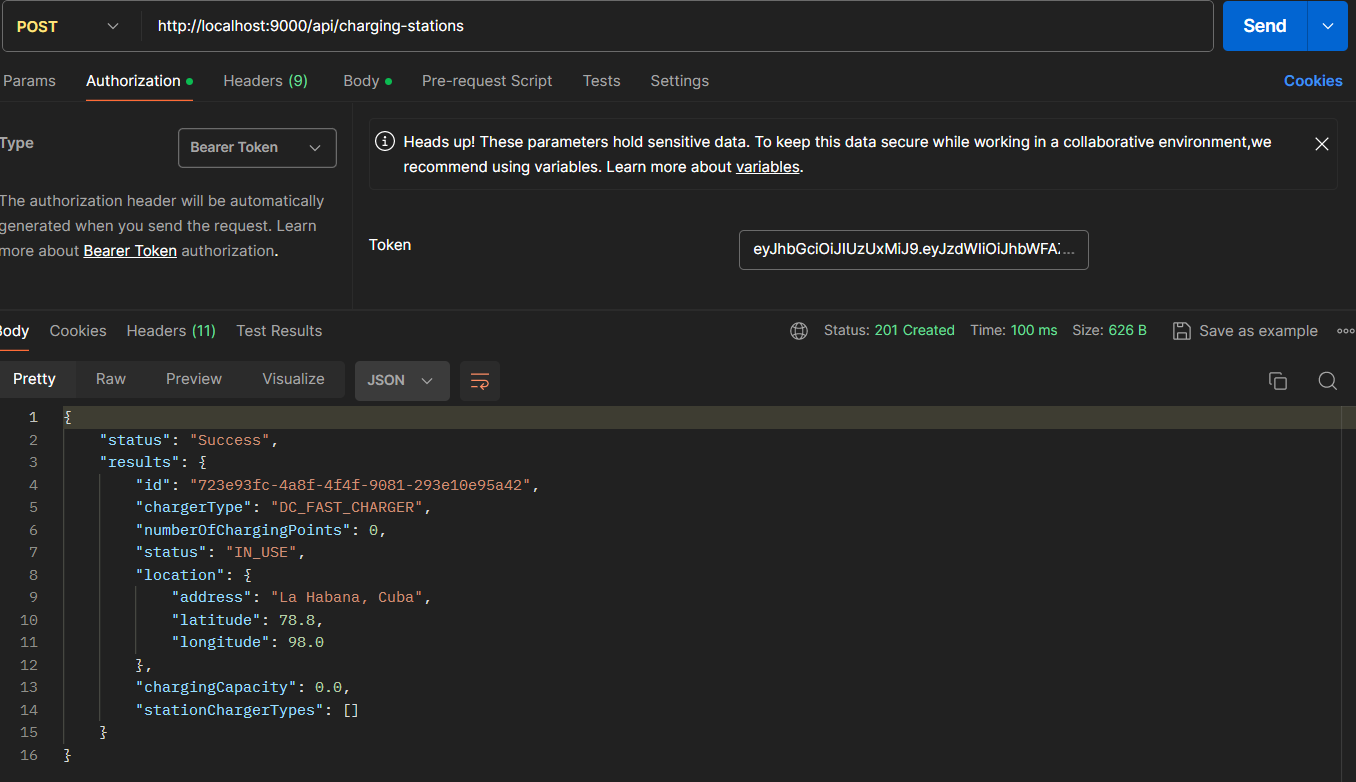 POST http://localhost:9000/api/charging-stations Send
Params Authorization Headers (9) Body Pre-request Script Tests Settings Cookies
Type Bearer Token
The authorization header will be automatically
generated when you send the request. Learn
more about Bearer Token authorization.
Heads up! These parameters hold sensitive data. To keep this data secure while working in a collaborative environment,we
recommend using variables. Learn more about variables.
Token eyJhbGciOiJIUzUxMiJ9.eyJzdWIiOiJhbWFA: ...
Body Cookies Headers (11) Test Results Status: 201 Created Time: 100 ms Size: 626 B Save as example
Pretty Raw Preview Visualize JSON
1 {
2 "status": "Success",
3 "results": {
4 "id": "723e93fc-4a8f-4f4f-9081-293e10e95a42",
5 "chargerType": "DC_FAST_CHARGER",
6 "numberOfChargingPoints": 0,
7 "status": "IN_USE",
8 "location": {
9 "address": "La Habana, Cuba",
10 "latitude": 78.8,
11 "longitude": 98.0
12 },
13 "chargingCapacity": 0.0,
14 "stationChargerTypes": []
15 }
16 }